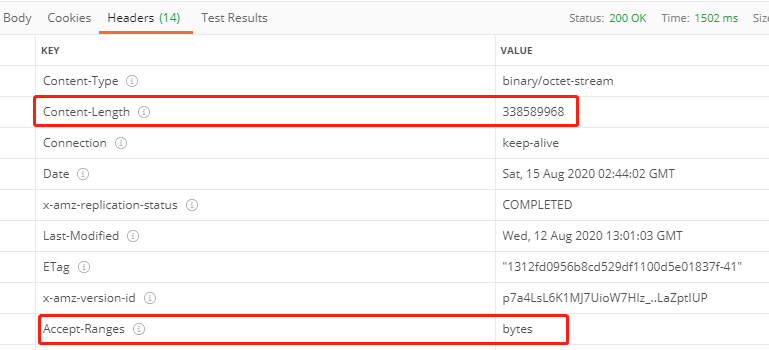 Body Cookies Headers (14) Test Results Status: 200 OK Time: 1502 ms Siz
KEY VALUE
Content-Type binary/octet-stream
Content-Length 338589968
Connection keep-alive
Date Sat, 15 Aug 2020 02:44:02 GMT
x-amz-replication-status COMPLETED
Last-Modified Wed, 12 Aug 2020 13:01:03 GMT
ETag "1312fd0956b8cd529df1100d5e01837f-41"
x-amz-version-id p7a4LsL6K1MJ7UioW7HIz_..LaZptIUP
Accept-Ranges bytes